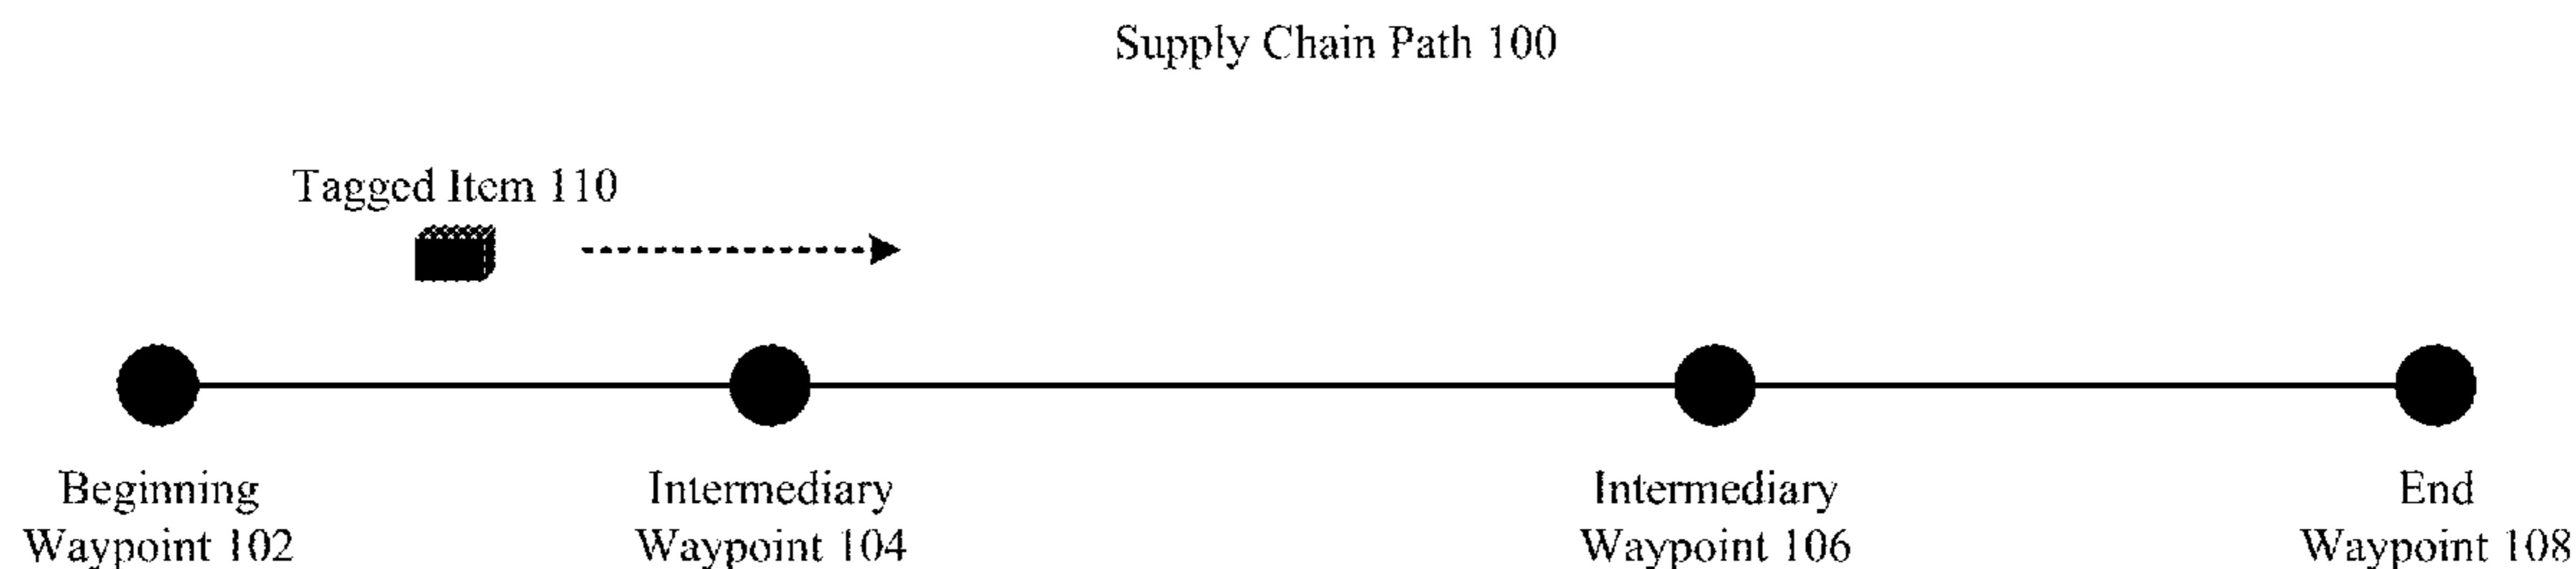 Supply Chain Path 100
Tagged Item 110
Beginning
Waypoint 102
Intermediary
Waypoint 104
Intermediary
Waypoint 106
End
Waypoint 108